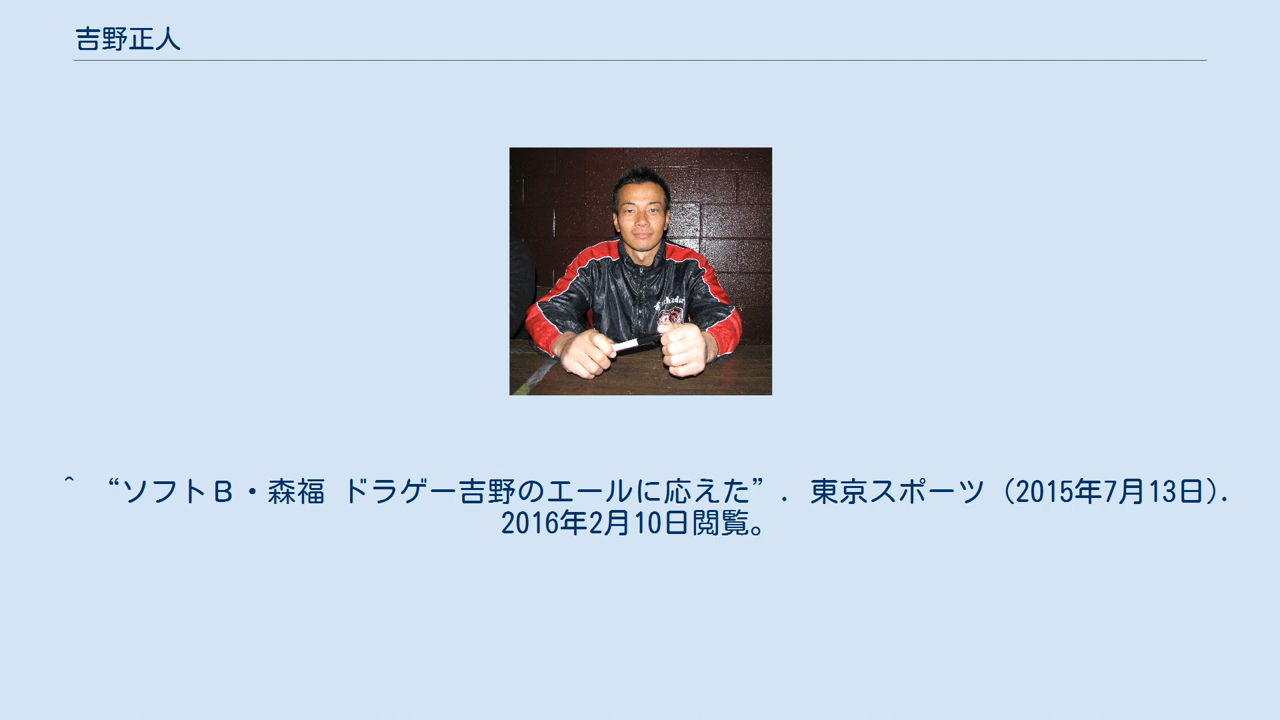 吉野正人
^ “ソフトＢ・森福 ドラゲー吉野のエールに応えた”. 東京スポーツ (2015年7月13日).
2016年2月10日閲覧。